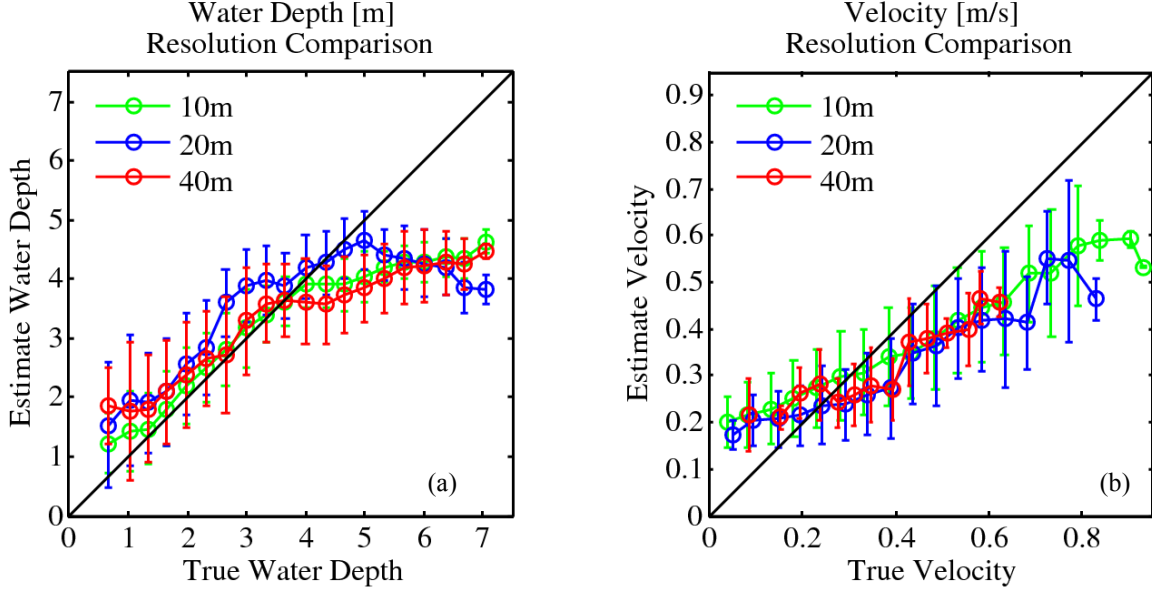 Water Depth [m]
Resolution Comparison
7
6
5
4
3
2
1
0
Estimate Water Depth
10m
20m
40m
(a)
0
1
2
3
4
5
6
7
True Water Depth
Velocity [m/s]
Resolution Comparison
0.9
0.8
0.7
0.6
0.5
0.4
0.3
0.2
0.1
0
Estimate Velocity
10m
20m
40m
(b)
0
0.2
0.4
0.6
0.8
True Velocity